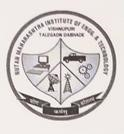 NUTAN MAHARASHTRA INSTITUTE OF ENGG. & TECHNOLOGY
VISHNUPURI
TALEGAON DABHADE